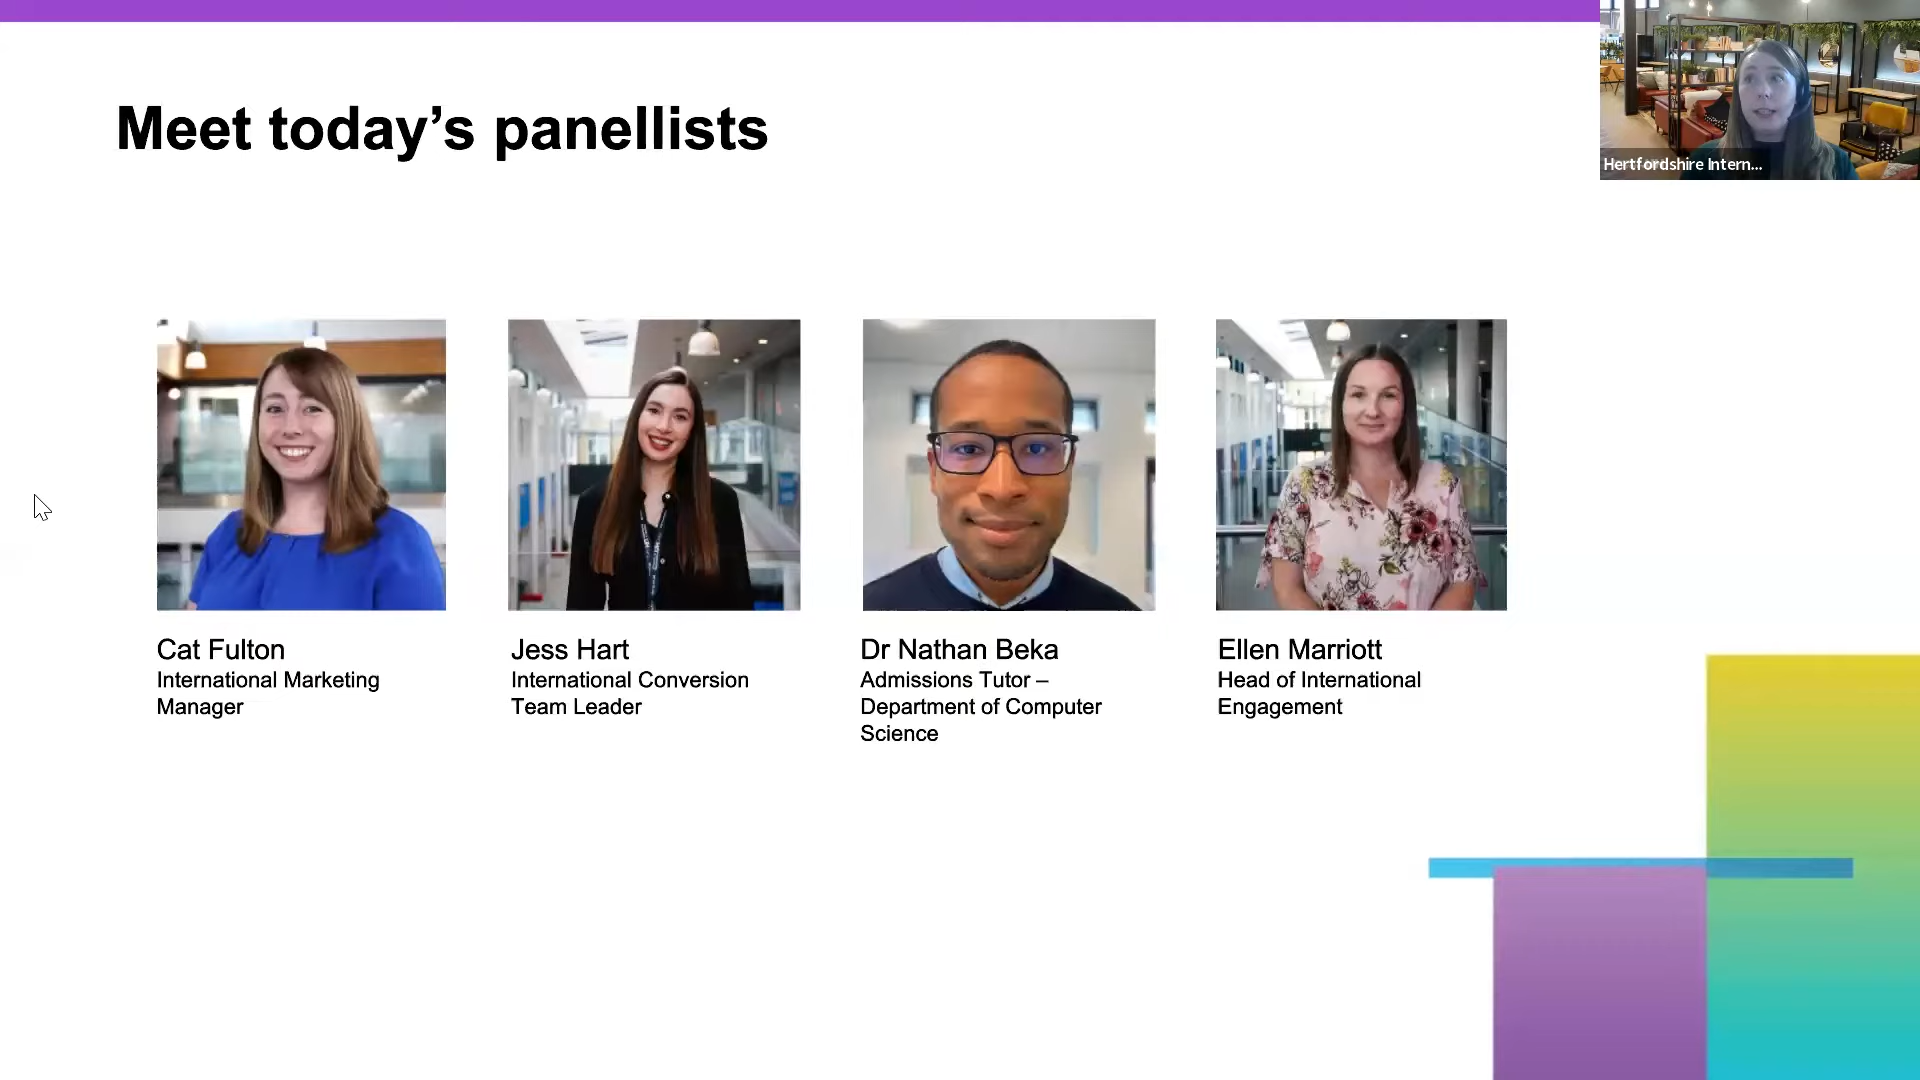 Meet today’s panellists
Hertfordshire Intern...
Cat Fulton
International Marketing
Manager
Jess Hart
International Conversion
Team Leader
Dr Nathan Beka
Admissions Tutor –
Department of Computer
Science
Ellen Marriott
Head of International
Engagement